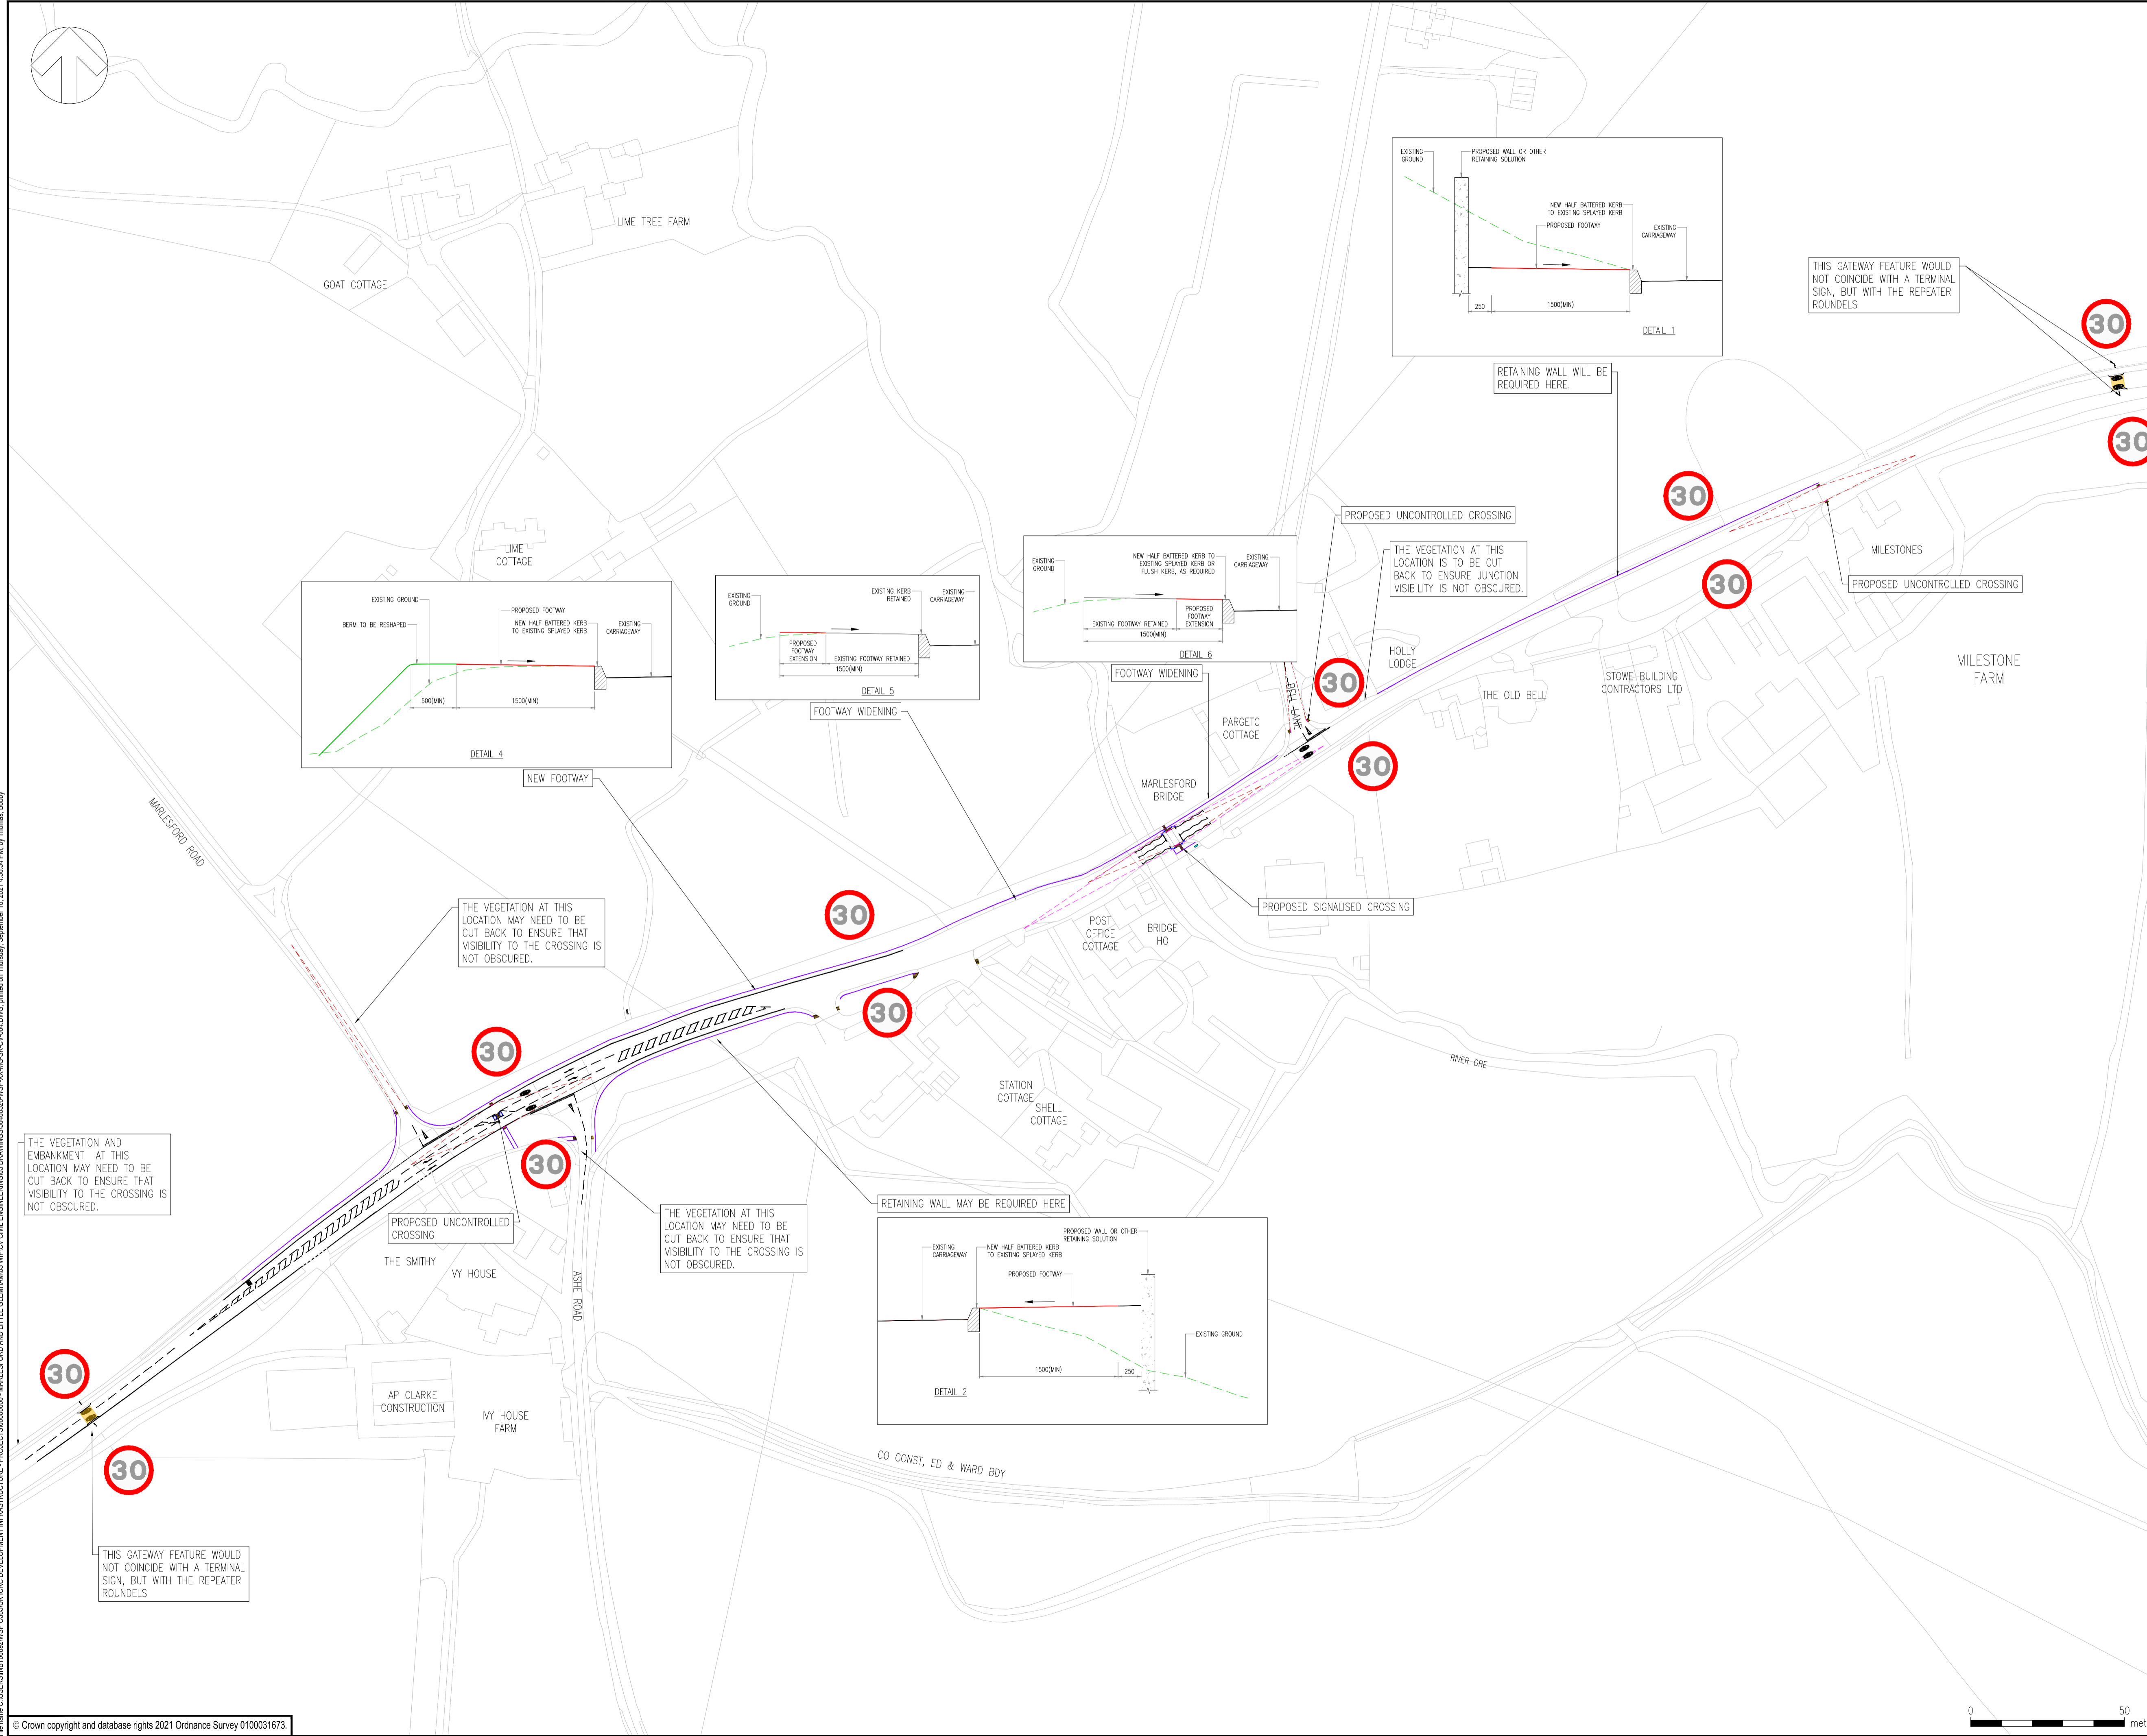 EXISTING
GROUND
PROPOSED WALL OR OTHER
RETAINING SOLUTION
NEW HALF BATTERED KERB
TO EXISTING SPLAYED KERB
PROPOSED FOOTWAY
EXISTING
CARRIAGEWAY
250
1500(MIN)
DETAIL 1
THIS GATEWAY FEATURE WOULD
NOT COINCIDE WITH A TERMINAL
SIGN, BUT WITH THE REPEATER
ROUNDELS
30
30
RETAINING WALL WILL BE
REQUIRED HERE.
LIME TREE FARM
GOAT COTTAGE
30
30
PROPOSED UNCONTROLLED CROSSING
THE VEGETATION AT THIS
LOCATION IS TO BE CUT
BACK TO ENSURE JUNCTION
VISIBILITY IS NOT OBSCURED.
MILESTONES
PROPOSED UNCONTROLLED CROSSING
LIME
COTTAGE
EXISTING GROUND
BERM TO BE RESHAPED
PROPOSED FOOTWAY
NEW HALF BATTERED KERB
TO EXISTING SPLAYED KERB
EXISTING
CARRIAGEWAY
500(MIN)
1500(MIN)
DETAIL 4
NEW FOOTWAY
EXISTING
GROUND
EXISTING KERB
RETAINED
EXISTING
CARRIAGEWAY
PROPOSED
FOOTWAY
EXTENSION
EXISTING FOOTWAY RETAINED
1500(MIN)
DETAIL 5
FOOTWAY WIDENING
EXISTING
GROUND
NEW HALF BATTERED KERB TO
EXISTING SPLAYED KERB OR
FLUSH KERB, AS REQUIRED
EXISTING
CARRIAGEWAY
PROPOSED
FOOTWAY
EXTENSION
EXISTING FOOTWAY RETAINED
1500(MIN)
DETAIL 6
FOOTWAY WIDENING
BELL LANE
30
HOLLY
LODGE
THE OLD BELL
STOWE BUILDING
CONTRACTORS LTD
MILESTONE
FARM
PARGETC
COTTAGE
30
MARLESFORD
BRIDGE
MARLESFORD ROAD
THE VEGETATION AT THIS
LOCATION MAY NEED TO BE
CUT BACK TO ENSURE THAT
VISIBILITY TO THE CROSSING IS
NOT OBSCURED.
30
POST
OFFICE
COTTAGE
BRIDGE
HO
PROPOSED SIGNALISED CROSSING
30
30
RIVER ORE
STATION
COTTAGE
SHELL
COTTAGE
THE VEGETATION AND
EMBANKMENT AT THIS
LOCATION MAY NEED TO BE
CUT BACK TO ENSURE THAT
VISIBILITY TO THE CROSSING IS
NOT OBSCURED.
30
PROPOSED UNCONTROLLED
CROSSING
THE SMITHY
IVY HOUSE
ASHE ROAD
THE VEGETATION AT THIS
LOCATION MAY NEED TO BE
CUT BACK TO ENSURE THAT
VISIBILITY TO THE CROSSING IS
NOT OBSCURED.
RETAINING WALL MAY BE REQUIRED HERE
EXISTING
CARRIAGEWAY
NEW HALF BATTERED KERB
TO EXISTING SPLAYED KERB
PROPOSED WALL OR OTHER
RETAINING SOLUTION
PROPOSED FOOTWAY
EXISTING GROUND
1500(MIN)
250
DETAIL 2
30
AP CLARKE
CONSTRUCTION
IVY HOUSE
FARM
30
CO CONST, ED & WARD BDY
THIS GATEWAY FEATURE WOULD
NOT COINCIDE WITH A TERMINAL
SIGN, BUT WITH THE REPEATER
ROUNDELS
© Crown copyright and database rights 2021 Ordnance Survey 0100031673.
0
50